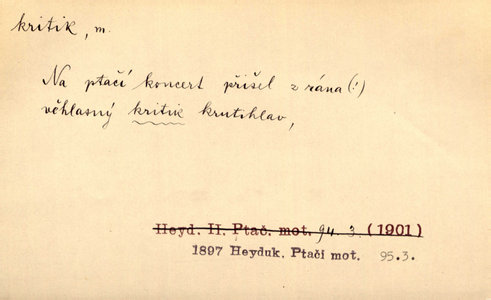 kritik, m.
Na ptačí koncert přišel z rána (!)
věhlasný kritik krutihlav,
Heyd. II. Ptač. mot. 94. 3. (1901)
1897 Heyduk. Ptačí mot. 95.3.